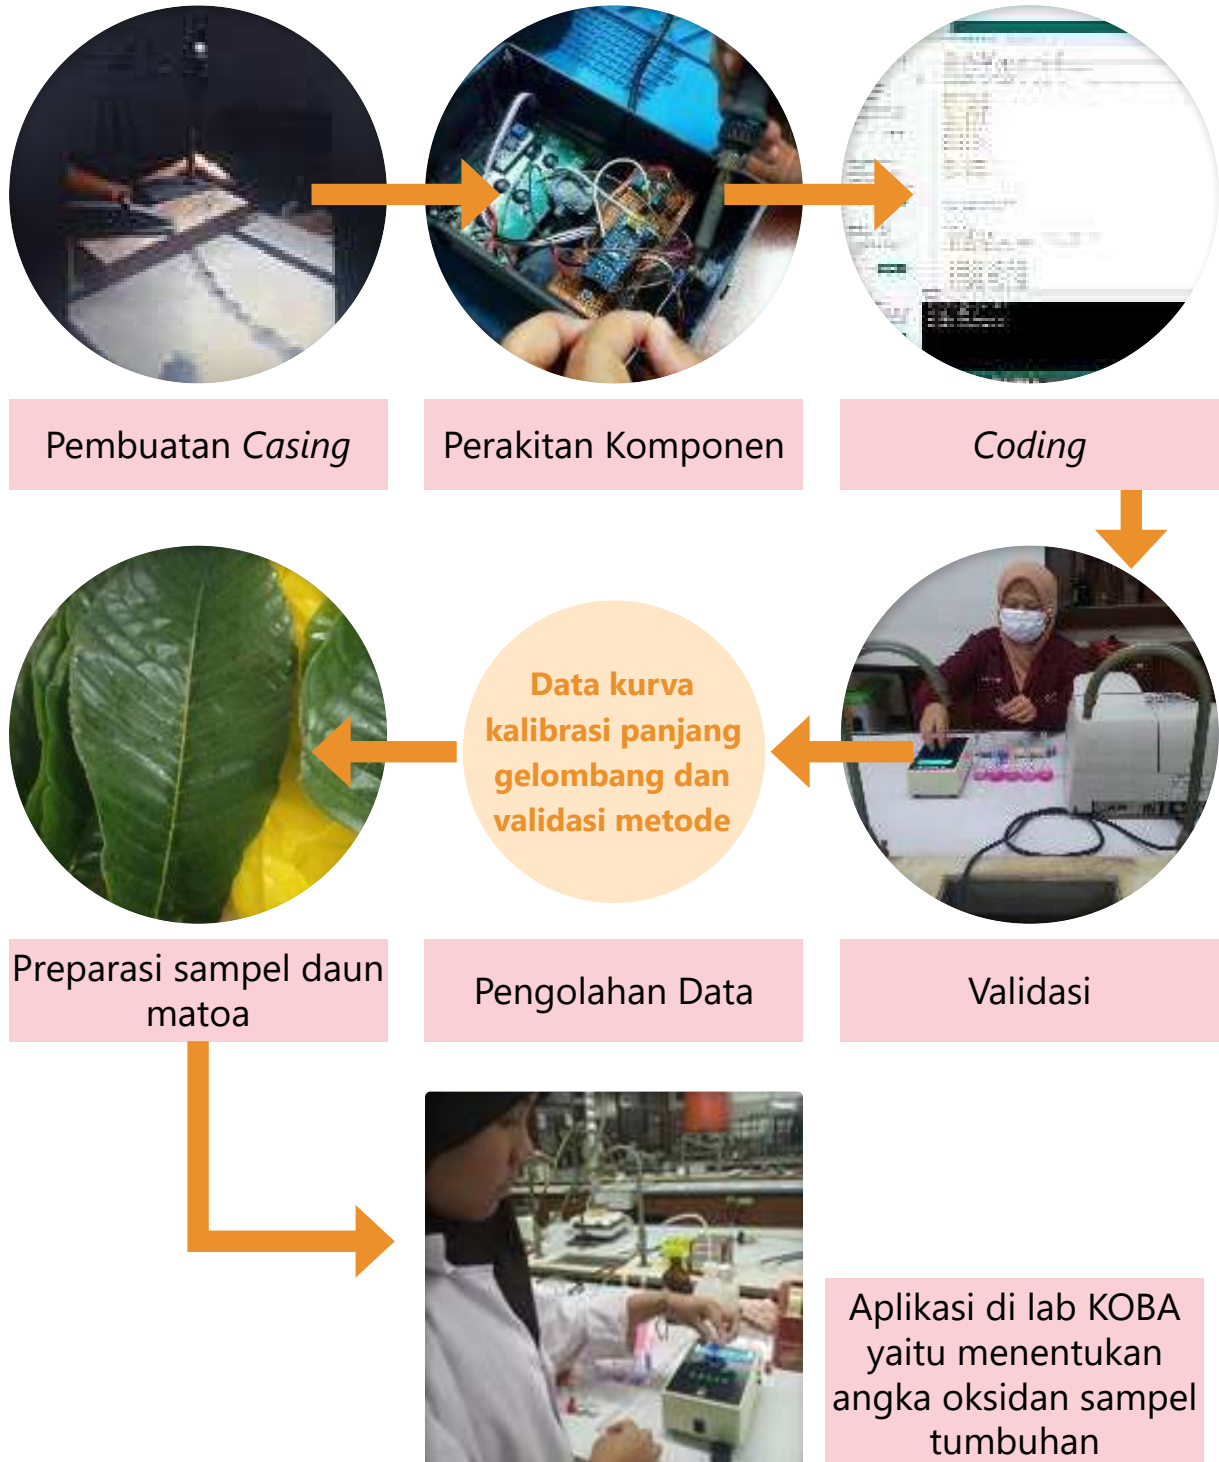 Pembuatan Casing
Perakitan Komponen
Coding
Data kurva
kalibrasi panjang
gelombang dan
validasi metode
Preparasi sampel daun
matoa
Pengolahan Data
Validasi
Aplikasi di lab KOBA
yaitu menentukan
angka oksidan sampel
tumbuhan